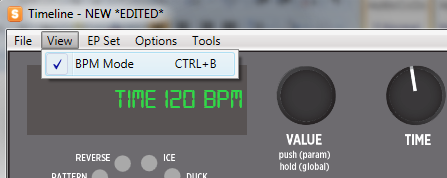 Timeline - NEW *EDITED*
File View EP Set Options Tools
BPM Mode CTRL+B
TIME 120 BPM
VALUE TIME
push (param)
hold (global)
REVERSE ICE
PATTERN DUCK